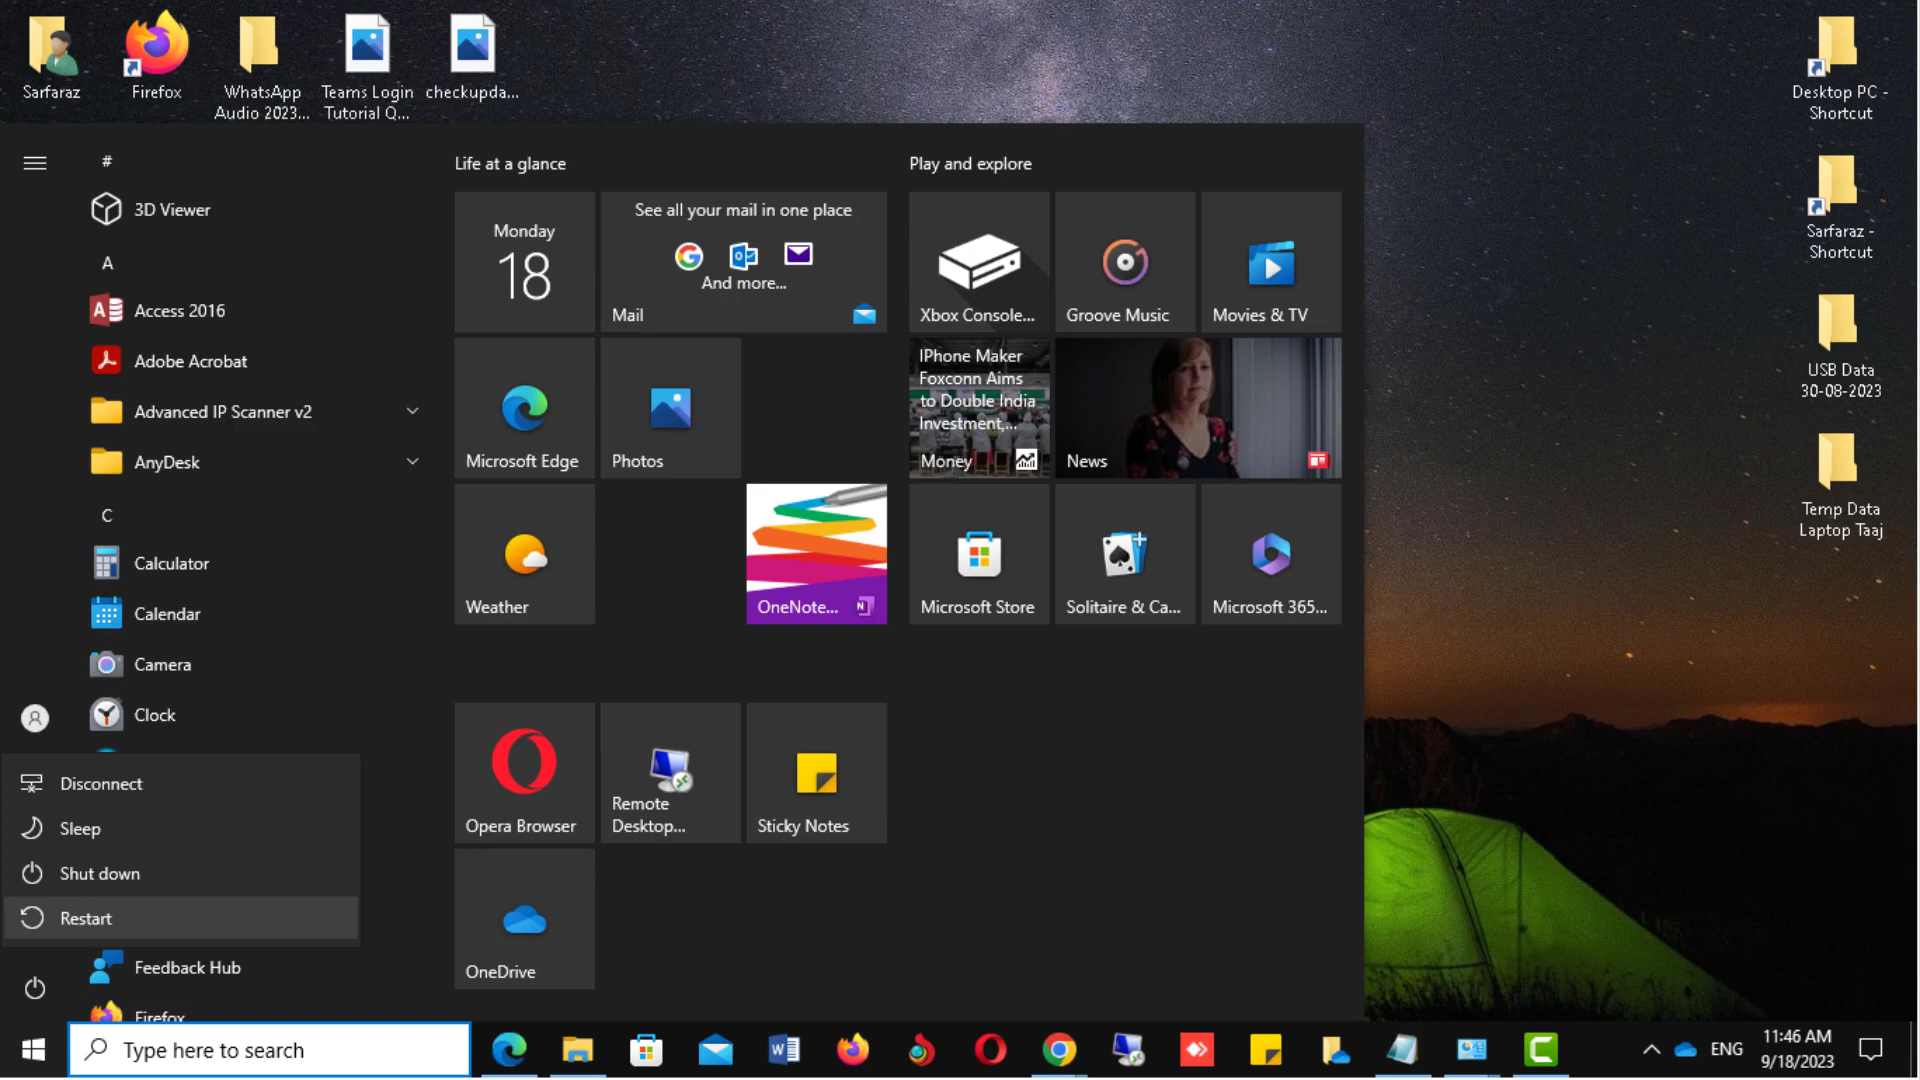 Sarfaraz
Firefox
WhatsApp
Audio 2023...
Teams Login
Tutorial Q...
checkupda...
Desktop PC -
Shortcut
Sarfaraz -
Shortcut
USB Data
30-08-2023
Temp Data
Laptop Taaj
#
3D Viewer
A
Access 2016
Adobe Acrobat
Advanced IP Scanner v2
AnyDesk
C
Calculator
Calendar
Camera
Clock
Disconnect
Sleep
Shut down
Restart
Feedback Hub
Firefox
Life at a glance
Monday
18
See all your mail in one place
And more...
Mail
Microsoft Edge
Photos
Weather
OneNote...
Opera Browser
Remote
Desktop...
Sticky Notes
OneDrive
Play and explore
Xbox Console...
Groove Music
Movies & TV
IPhone Maker
Foxconn Aims
to Double India
Investment,...
Money
News
Microsoft Store
Solitaire & Ca...
Microsoft 365...
Type here to search
ENG
11:46 AM
9/18/2023